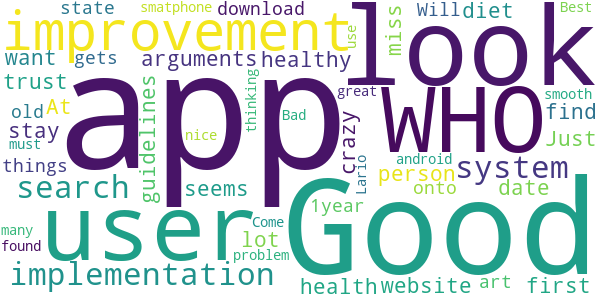 smatphone
state
improvement
download
Will
diet
miss
look
want
gets
arguments
healthy
trust
app
WHO
At
old
stay
guidelines
thinking
use
Bad
great
crazy
smooth
find
Best
must
things
nice
Just
search
seems
android
person
system
Lario
onto
date
user
Good
many
found
Come
1year
lot
problem
implementation
health
website
art
first